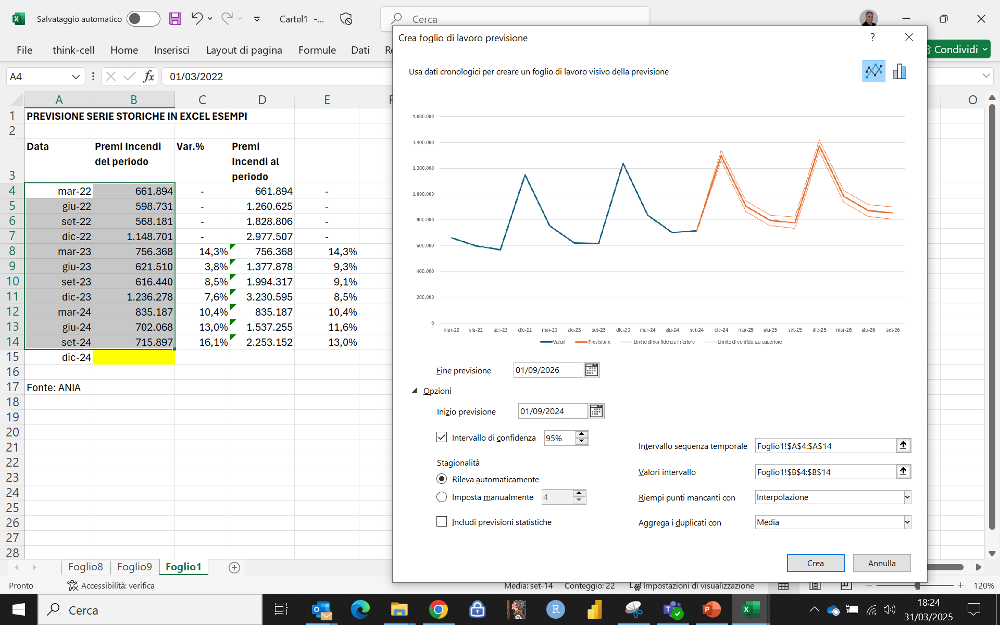 Salvataggio automatico
Cartel1 -...
Cerca
File think-cell Home Inserisci Layout di pagina Formule Dati Re
Condividi
A4
fx 01/03/2022
A B C D E F O
1 PREVISIONE SERIE STORICHE IN EXCEL ESEMPI
2
3 Data Premi Incendi del periodo Var.% Premi Incendi al periodo
4 mar-22 661.894 - 661.894 -
5 giu-22 598.731 - 1.260.625 -
6 set-22 568.181 - 1.828.806 -
7 dic-22 1.148.701 - 2.977.507 -
8 mar-23 756.368 14,3% 756.368 14,3%
9 giu-23 621.510 3,8% 1.377.878 9,3%
10 set-23 616.440 8,5% 1.994.317 9,1%
11 dic-23 1.236.278 7,6% 3.230.595 8,5%
12 mar-24 835.187 10,4% 835.187 10,4%
13 giu-24 702.068 13,0% 1.537.255 11,6%
14 set-24 715.897 16,1% 2.253.152 13,0%
15 dic-24
16
17 Fonte: ANIA
18
19
20
21
22
23
24
25
26
27
28
Foglio8 Foglio9 Foglio1
Pronto
Accessibilità: verifica
Media: set-14 Conteggio: 22 Impostazioni di visualizzazione
120%
Crea foglio di lavoro previsione
?
Usa dati cronologici per creare un foglio di lavoro visivo della previsione
1.600.000
1.400.000
1.200.000
1.000.000
800.000
600.000
400.000
200.000
0
mar-22 giu-22 set-22 dic-22 mar-23 giu-23 set-23 dic-23 mar-24 giu-24 set-24 dic-24 mar-25 giu-25 set-25 dic-25 mar-26 giu-26 set-26
Valori Previsione Limite di confidenza inferiore Limite di confidenza superiore
Fine previsione 01/09/2026
Opzioni
Inizio previsione 01/09/2024
Intervallo di confidenza 95%
Stagionalità
Rileva automaticamente
Imposta manualmente 4
Includi previsioni statistiche
Intervallo sequenza temporale Foglio1!$A$4:$A$14
Valori intervallo Foglio1!$B$4:$B$14
Riempi punti mancanti con Interpolazione
Aggrega i duplicati con Media
Crea Annulla
Cerca
18:24
31/03/2025